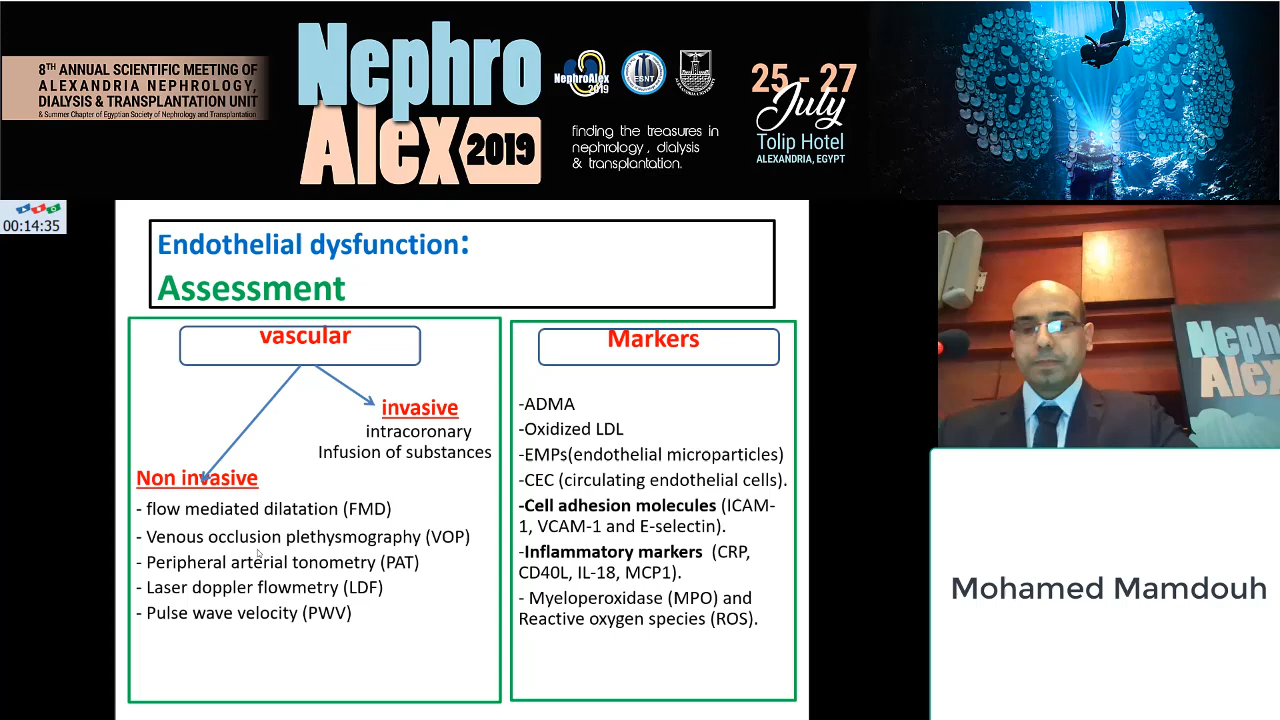 8TH ANNUAL SCIENTIFIC MEETING OF
ALEXANDRIA NEPHROLOGY,
DIALYSIS & TRANSPLANTATION UNIT
& Summer Chapter of Egyptian Society of Nephrology and Transplantation
Nephro
Alex 2019
NephroAlex
2019
ESNT
finding the treasures in
nephrology, dialysis
& transplantation.
25 - 27
July
Tolip Hotel
ALEXANDRIA, EGYPT
00:14:35
Endothelial dysfunction:
Assessment
vascular
invasive
intracoronary
Infusion of substances
Non invasive
- flow mediated dilatation (FMD)
- Venous occlusion plethysmography (VOP)
- Peripheral arterial tonometry (PAT)
- Laser doppler flowmetry (LDF)
- Pulse wave velocity (PWV)
Markers
-ADMA
-Oxidized LDL
-EMPs(endothelial microparticles)
-CEC (circulating endothelial cells).
-Cell adhesion molecules (ICAM-
1, VCAM-1 and E-selectin).
-Inflammatory markers (CRP,
CD40L, IL-18, MCP1).
- Myeloperoxidase (MPO) and
Reactive oxygen species (ROS).
Neph
Alex
Mohamed Mamdouh